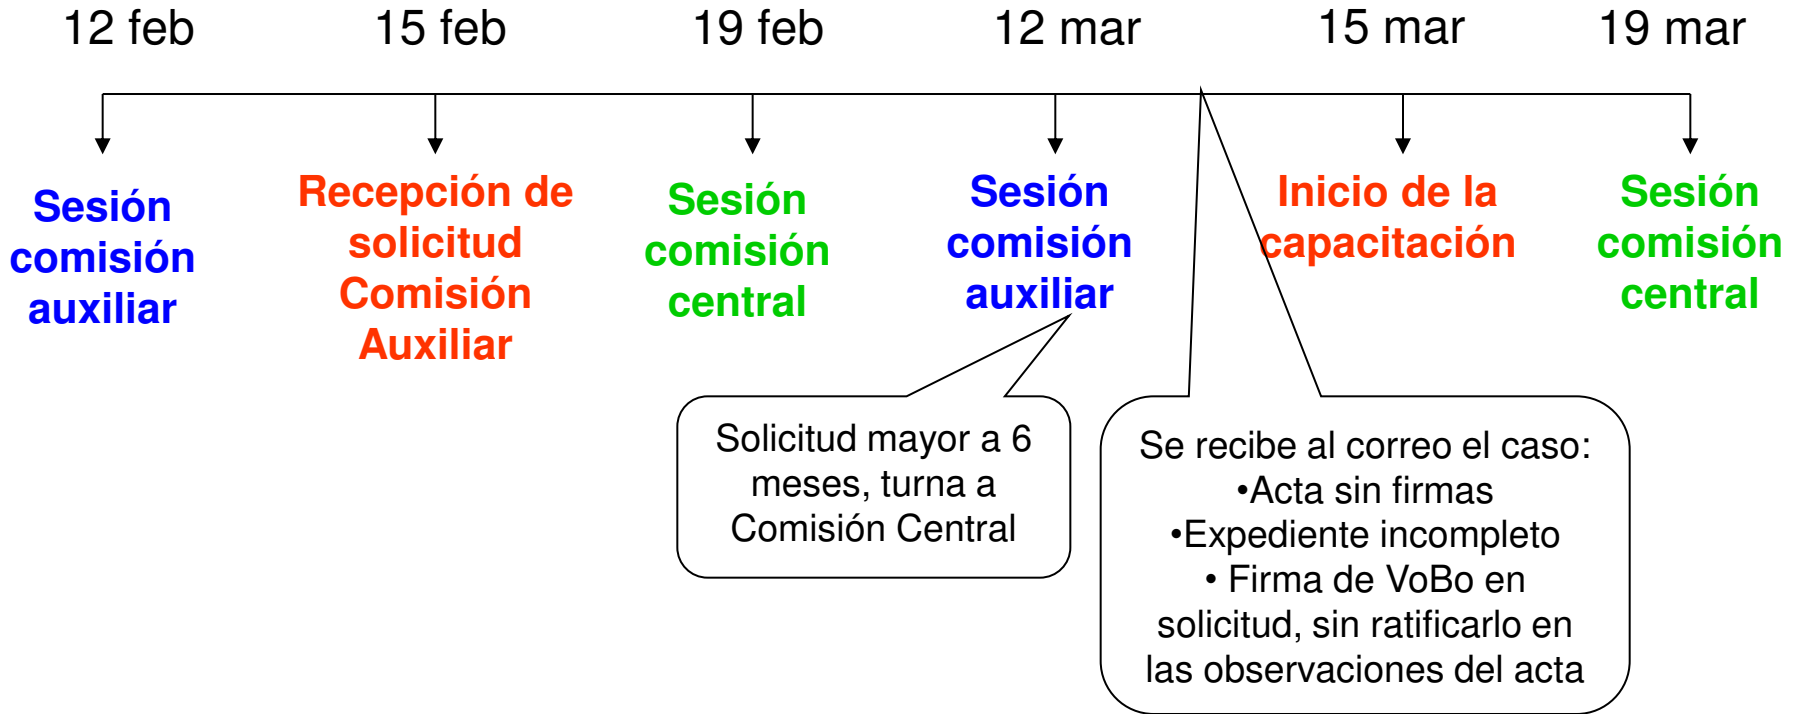 12 feb
15 feb
19 feb
12 mar
15 mar
19 mar
Sesión
comisión
auxiliar
Recepción de
solicitud
Comisión
Auxiliar
Sesión
comisión
central
Sesión
comisión
auxiliar
Inicio de la
capacitación
Sesión
comisión
central
Solicitud mayor a 6
meses, turna a
Comisión Central
Se recibe al correo el caso:
•Acta sin firmas
•Expediente incompleto
• Firma de VoBo en
solicitud, sin ratificarlo en
las observaciones del acta